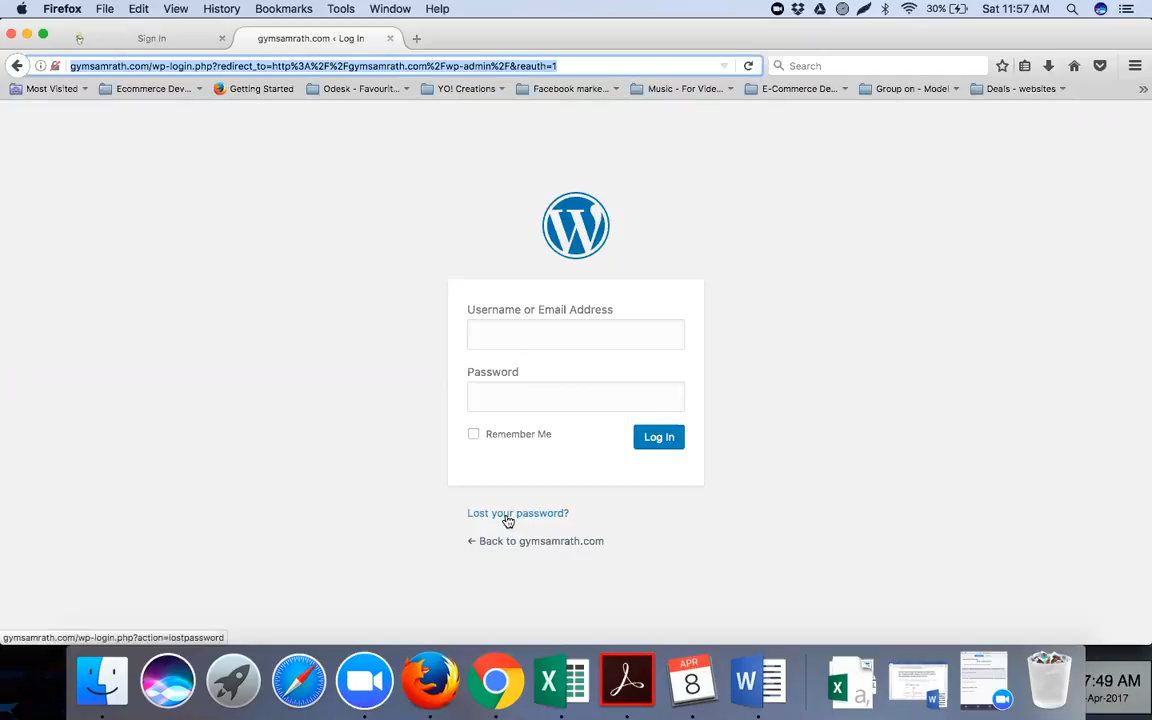 Firefox File Edit View History Bookmarks Tools Window Help 30% Sat 11:57 AM
Sign In × gymsamrath.com ‹ Log In × +
gymsamrath.com/wp-login.php?redirect_to=http%3A%2F%2Fgymsamrath.com%2Fwp-admin%2F&reauth=1 Search
Most Visited Ecommerce Dev... Getting Started Odesk - Favourit... YO! Creations Facebook marke... Music - For Vide... E-Commerce De... Group on - Model Deals - websites
W
Username or Email Address
Password
Remember Me Log In
Lost your password?
← Back to gymsamrath.com
gymsamrath.com/wp-login.php?action=lostpassword
APR
8
W
X
a,
W
7:49 AM
-Apr-2017